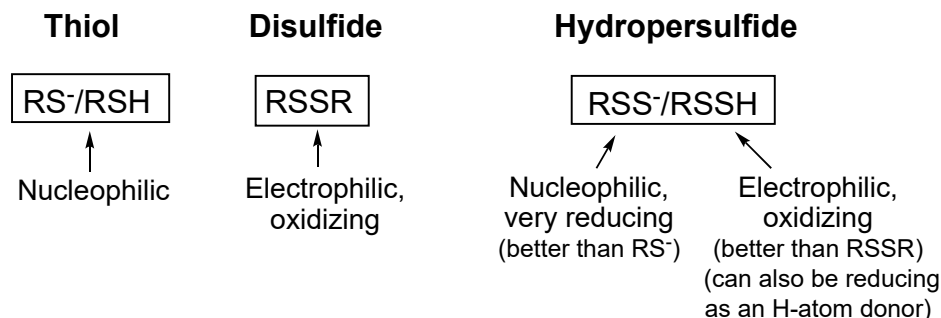 Thiol
Disulfide
Hydropersulfide
RS⁻/RSH
RSSR
RSS⁻/RSSH
Nucleophilic
Electrophilic,
oxidizing
Nucleophilic,
very reducing
(better than RS⁻)
Electrophilic,
oxidizing
(better than RSSR)
(can also be reducing
as an H-atom donor)